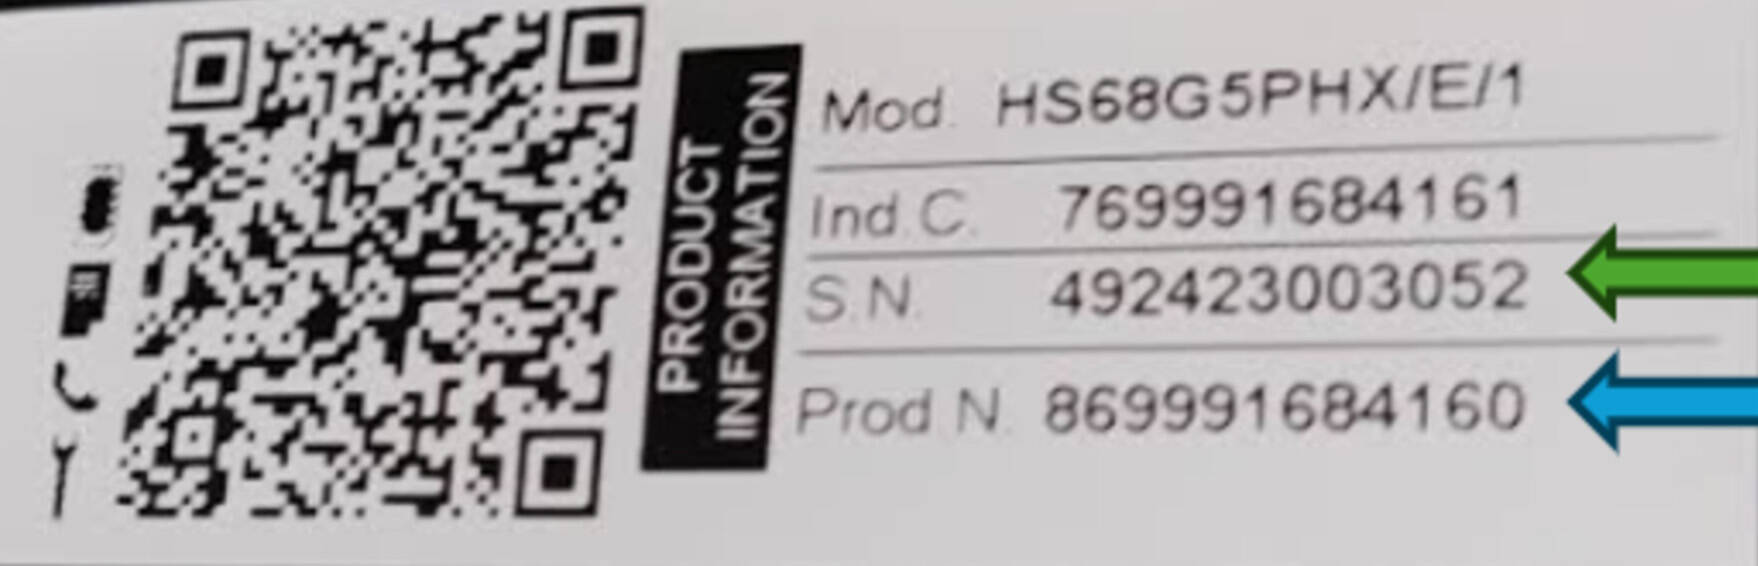 PRODUCT
INFORMATION
Mod. HS68G5PHX/E/1
Ind.C. 769991684161
S.N. 492423003052
Prod.N. 869991684160